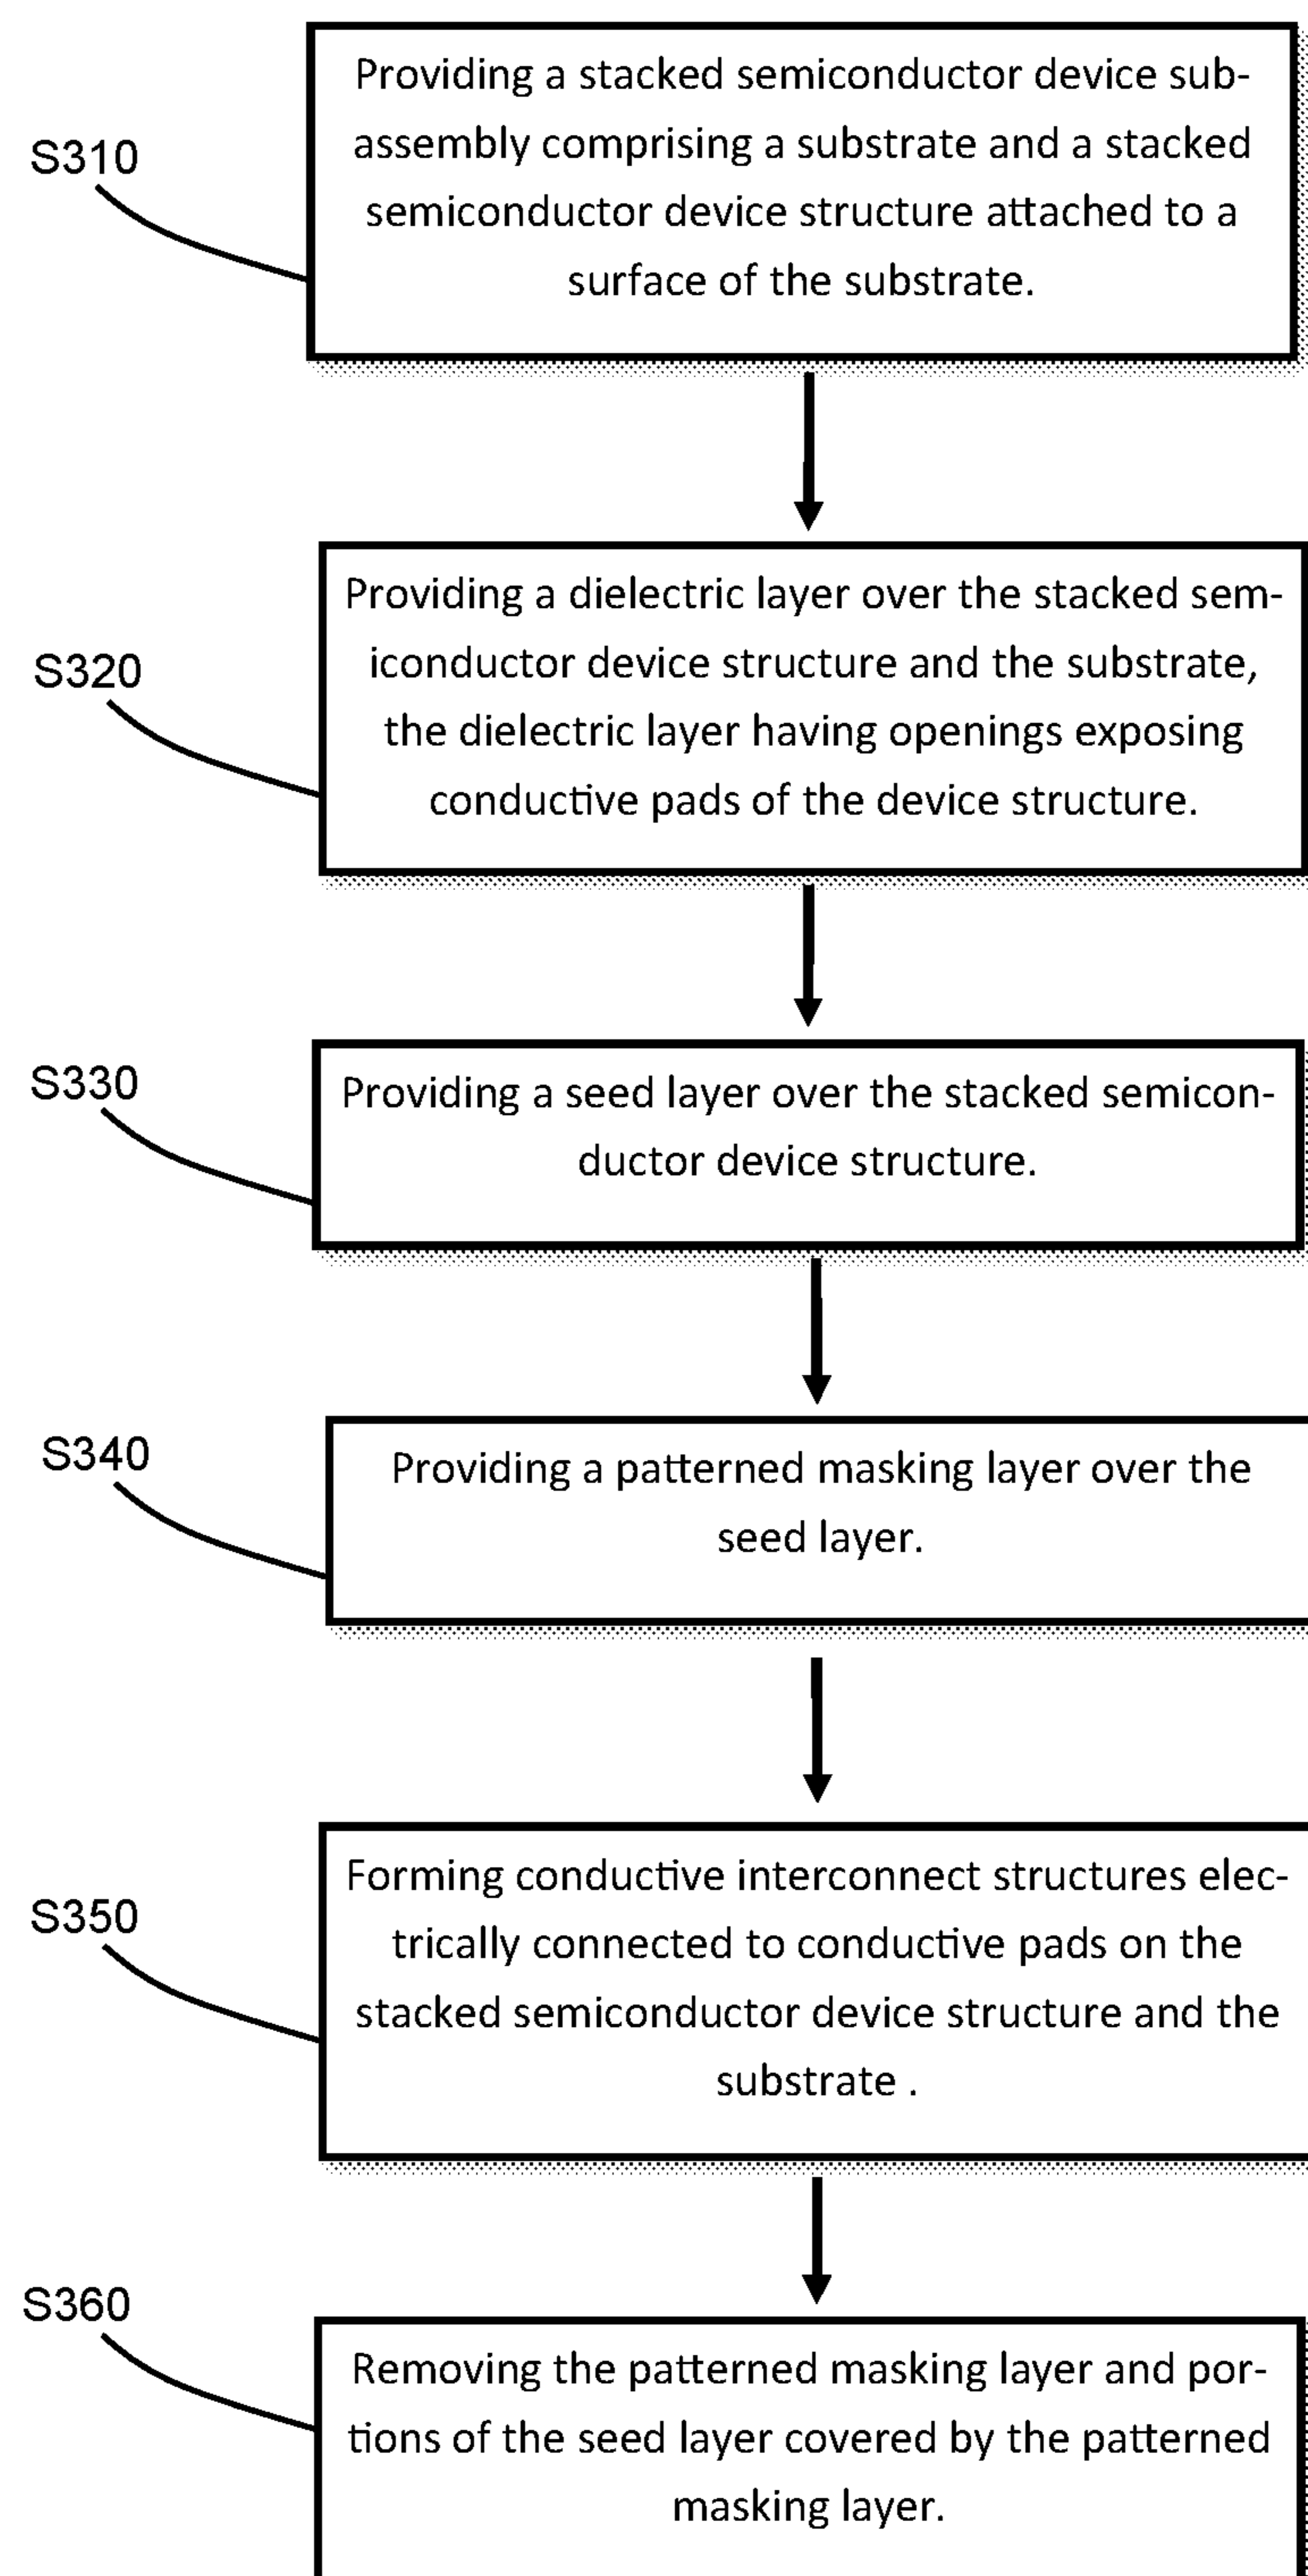 Providing a stacked semiconductor device sub-
assembly comprising a substrate and a stacked
semiconductor device structure attached to a
surface of the substrate.
S310
Providing a dielectric layer over the stacked sem-
iconductor device structure and the substrate,
the dielectric layer having openings exposing
conductive pads of the device structure.
S320
Providing a seed layer over the stacked semicon-
ductor device structure.
S330
Providing a patterned masking layer over the
seed layer.
S340
Forming conductive interconnect structures elec-
trically connected to conductive pads on the
stacked semiconductor device structure and the
substrate .
S350
Removing the patterned masking layer and por-
tions of the seed layer covered by the patterned
masking layer.
S360